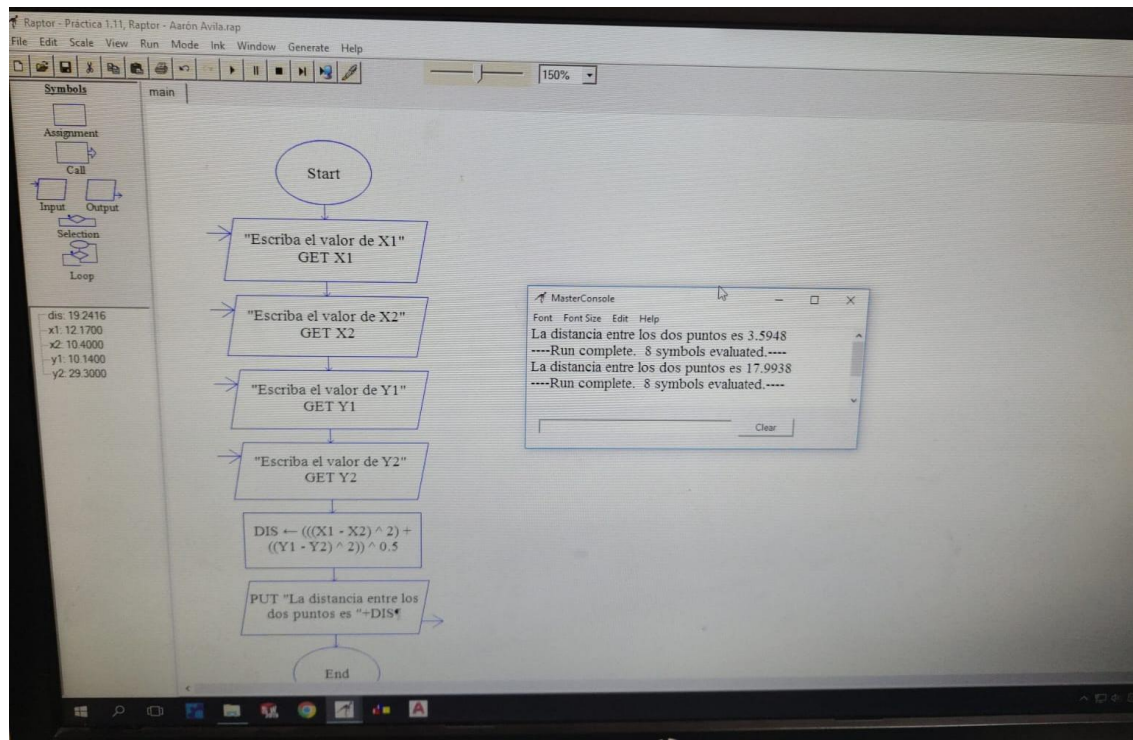 Raptor - Práctica 1.11, Raptor - Aarón Avila.rap
File Edit Scale View Run Mode Ink Window Generate Help
150%
Symbols
main
Assignment
Call
Input Output
Selection
Loop
dis: 19.2416
x1: 12.1700
x2: 10.4000
y1: 10.1400
y2: 29.3000
Start
"Escriba el valor de X1"
GET X1
"Escriba el valor de X2"
GET X2
"Escriba el valor de Y1"
GET Y1
"Escriba el valor de Y2"
GET Y2
DIS ← (((X1 - X2) ^ 2) +
((Y1 - Y2) ^ 2)) ^ 0.5
PUT "La distancia entre los
dos puntos es "+DIS¶
End
MasterConsole
Font Font Size Edit Help
La distancia entre los dos puntos es 3.5948
----Run complete. 8 symbols evaluated.----
La distancia entre los dos puntos es 17.9938
----Run complete. 8 symbols evaluated.----
Clear